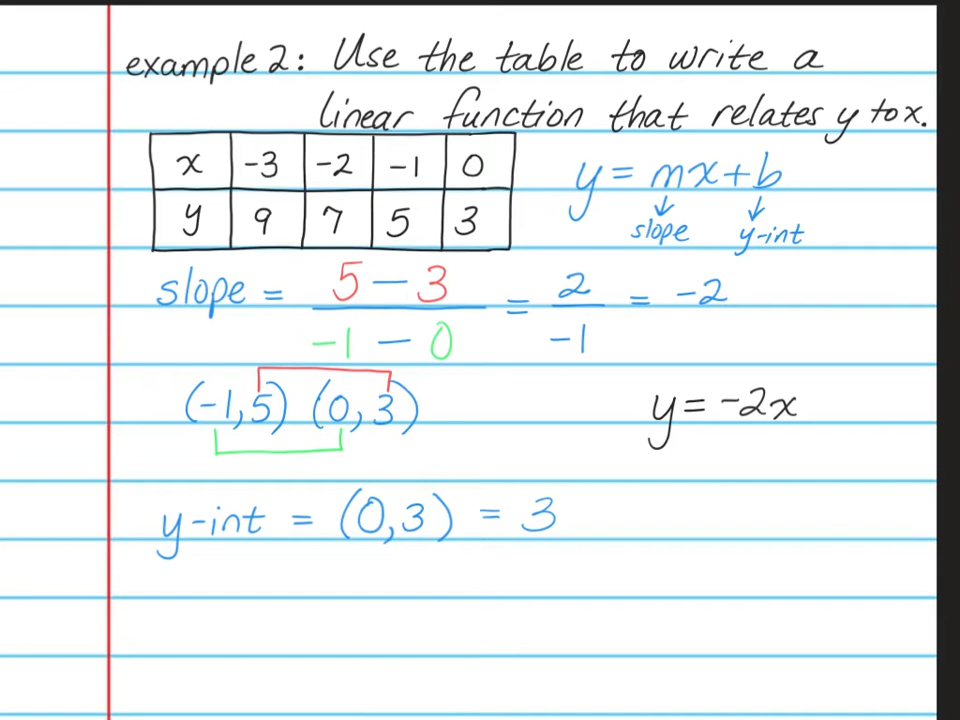 example 2: Use the table to write a
linear function that relates y to x.
x -3 -2 -1 0
y 9 7 5 3
y = mx+b
slope y-int
slope = 5 - 3 / -1 - 0 = 2 / -1 = -2
(-1,5) (0,3)
y = -2x
y-int = (0,3) = 3